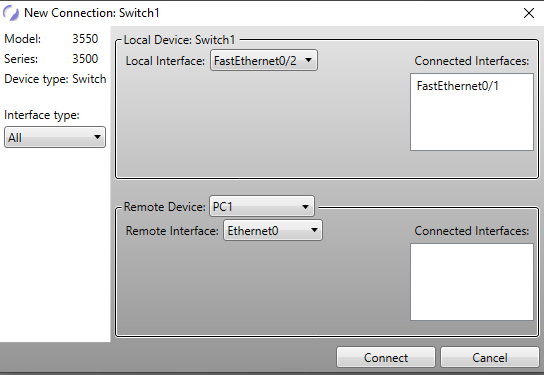 New Connection: Switch1
Model: 3550
Series: 3500
Device type: Switch
Interface type:
All
Local Device: Switch1
Local Interface: FastEthernet0/2
Connected Interfaces:
FastEthernet0/1
Remote Device: PC1
Remote Interface: Ethernet0
Connected Interfaces:
Connect
Cancel